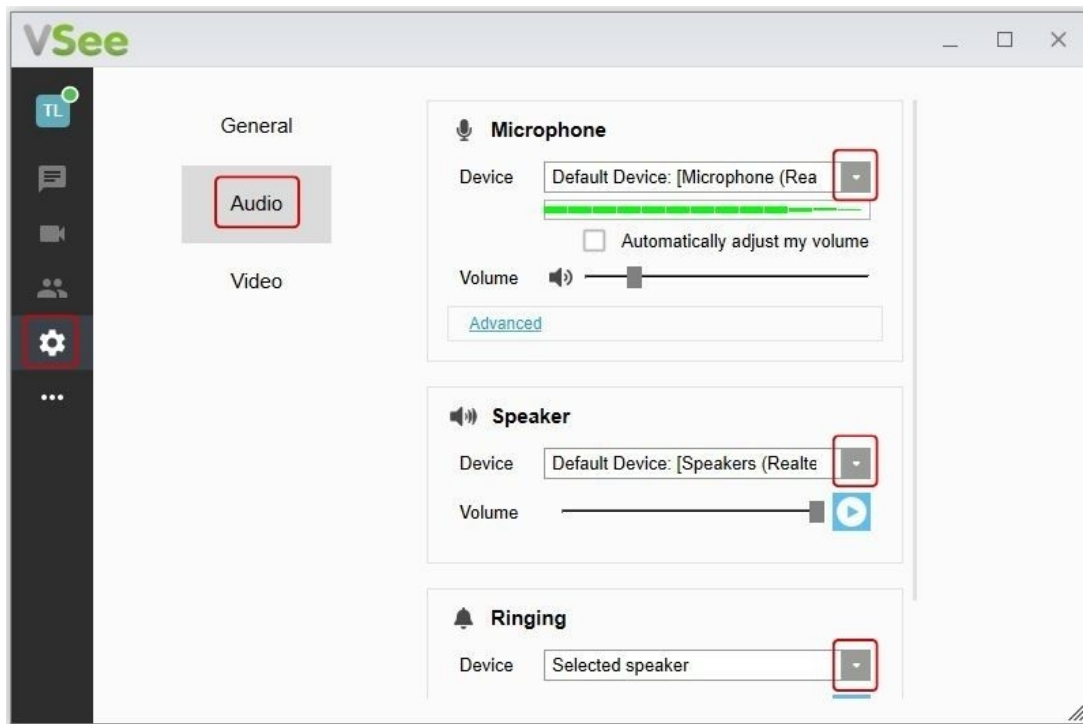 VSee
TL
General
Audio
Video
Microphone
Device Default Device: [Microphone (Rea
Automatically adjust my volume
Volume
Advanced
Speaker
Device Default Device: [Speakers (Realte
Volume
Ringing
Device Selected speaker